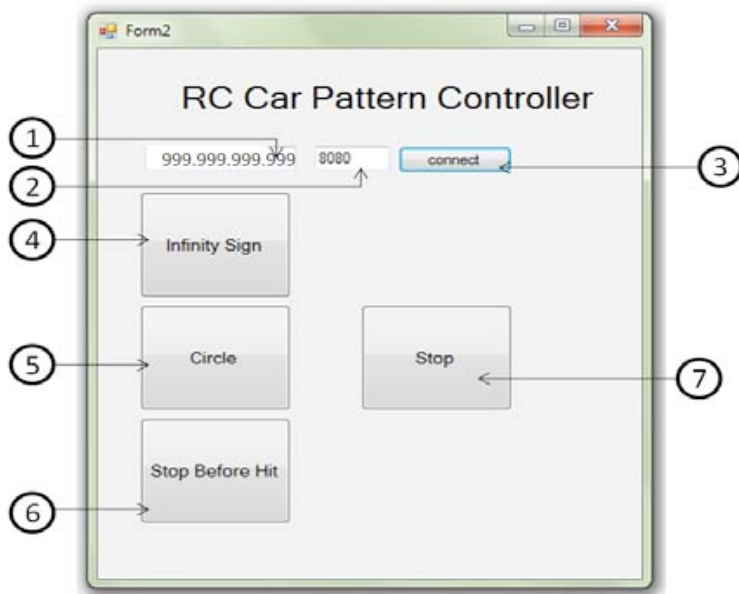 Form2
RC Car Pattern Controller
1
999.999.999.999
8080
connect
2
3
4
Infinity Sign
5
Circle
Stop
7
Stop Before Hit
6